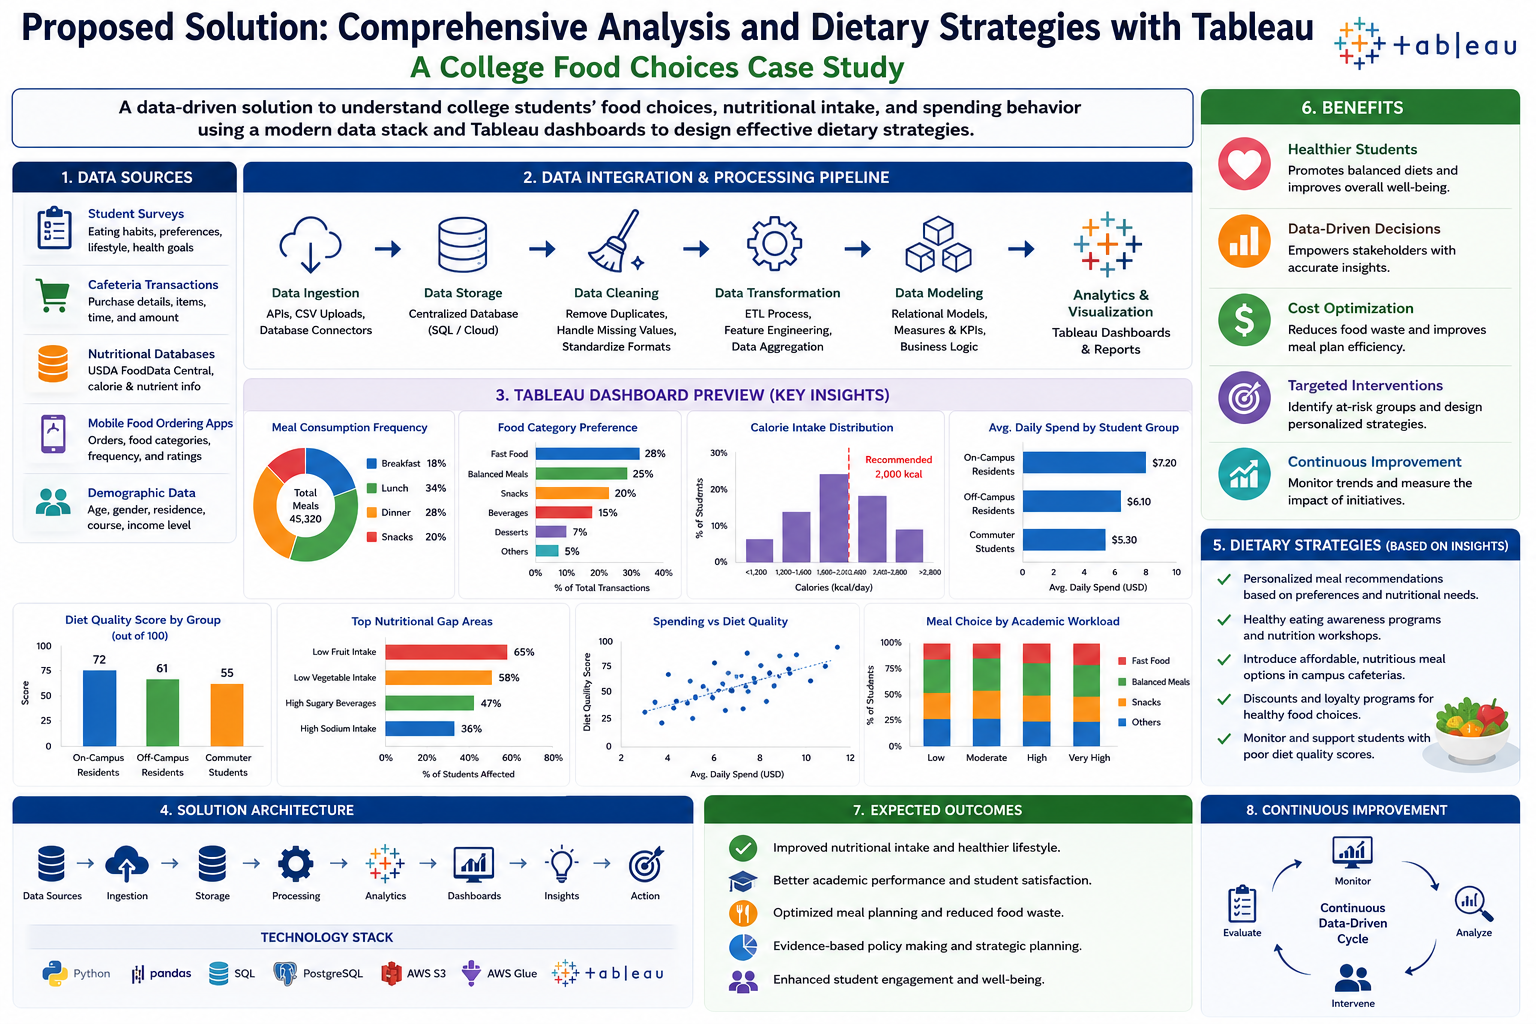 Proposed Solution: Comprehensive Analysis and Dietary Strategies with Tableau
A College Food Choices Case Study
+ a b | e a u
A data-driven solution to understand college students' food choices, nutritional intake, and spending behavior
using a modern data stack and Tableau dashboards to design effective dietary strategies.
1. DATA SOURCES
Student Surveys
Eating habits, preferences,
lifestyle, health goals
Cafeteria Transactions
Purchase details, items,
time, and amount
Nutritional Databases
USDA FoodData Central,
calorie & nutrient info
Mobile Food Ordering Apps
Orders, food categories,
frequency, and ratings
Demographic Data
Age, gender, residence,
course, income level
2. DATA INTEGRATION & PROCESSING PIPELINE
Data Ingestion
APIs, CSV Uploads,
Database Connectors
Data Storage
Centralized Database
(SQL / Cloud)
Data Cleaning
Remove Duplicates,
Handle Missing Values,
Standardize Formats
Data Transformation
ETL Process,
Feature Engineering,
Data Aggregation
Data Modeling
Relational Models,
Measures & KPIs,
Business Logic
Analytics &
Visualization
Tableau Dashboards
& Reports
3. TABLEAU DASHBOARD PREVIEW (KEY INSIGHTS)
Meal Consumption Frequency
Total
Meals
45,320
Breakfast 18%
Lunch 34%
Dinner 28%
Snacks 20%
Food Category Preference
Fast Food 28%
Balanced Meals 25%
Snacks 20%
Beverages 15%
Desserts 7%
Others 5%
0% 10% 20% 30% 40%
% of Total Transactions
Calorie Intake Distribution
% of Students
30%
20%
10%
0%
Recommended
2,000 kcal
<1,200 1,200–1,600 >2,800
Calories (kcal/day)
Avg. Daily Spend by Student Group
On-Campus
Residents
$7.20
Off-Campus
Residents
$6.10
Commuter
Students
$5.30
0 2 4 6 8 10
Avg. Daily Spend (USD)
Diet Quality Score by Group
(out of 100)
Score
100
75
50
25
0
72
61
55
On-Campus
Residents
Off-Campus
Residents
Commuter
Students
Top Nutritional Gap Areas
Low Fruit Intake 65%
Low Vegetable Intake 58%
High Sugary Beverages 47%
High Sodium Intake 36%
0% 20% 40% 60% 80%
% of Students Affected
Spending vs Diet Quality
Diet Quality Score
100
75
50
25
0
2 4 6 8 10 12
Avg. Daily Spend (USD)
Meal Choice by Academic Workload
% of Students
100%
75%
50%
25%
0%
Low Moderate High Very High
Fast Food
Balanced Meals
Snacks
Others
4. SOLUTION ARCHITECTURE
Data Sources
Ingestion
Storage
Processing
Analytics
Dashboards
Insights
Action
TECHNOLOGY STACK
Python
pandas
SQL
PostgreSQL
AWS S3
AWS Glue
+ a b | e a u
6. BENEFITS
Healthier Students
Promotes balanced diets and
improves overall well-being.
Data-Driven Decisions
Empowers stakeholders with
accurate insights.
Cost Optimization
$
Reduces food waste and improves
meal plan efficiency.
Targeted Interventions
Identify at-risk groups and design
personalized strategies.
Continuous Improvement
Monitor trends and measure the
impact of initiatives.
5. DIETARY STRATEGIES (BASED ON INSIGHTS)
Personalized meal recommendations
based on preferences and nutritional needs.
Healthy eating awareness programs
and nutrition workshops.
Introduce affordable, nutritious meal
options in campus cafeterias.
Discounts and loyalty programs for
healthy food choices.
Monitor and support students with
poor diet quality scores.
7. EXPECTED OUTCOMES
Improved nutritional intake and healthier lifestyle.
Better academic performance and student satisfaction.
Optimized meal planning and reduced food waste.
Evidence-based policy making and strategic planning.
Enhanced student engagement and well-being.
8. CONTINUOUS IMPROVEMENT
Monitor
Analyze
Intervene
Evaluate
Continuous
Data-Driven
Cycle